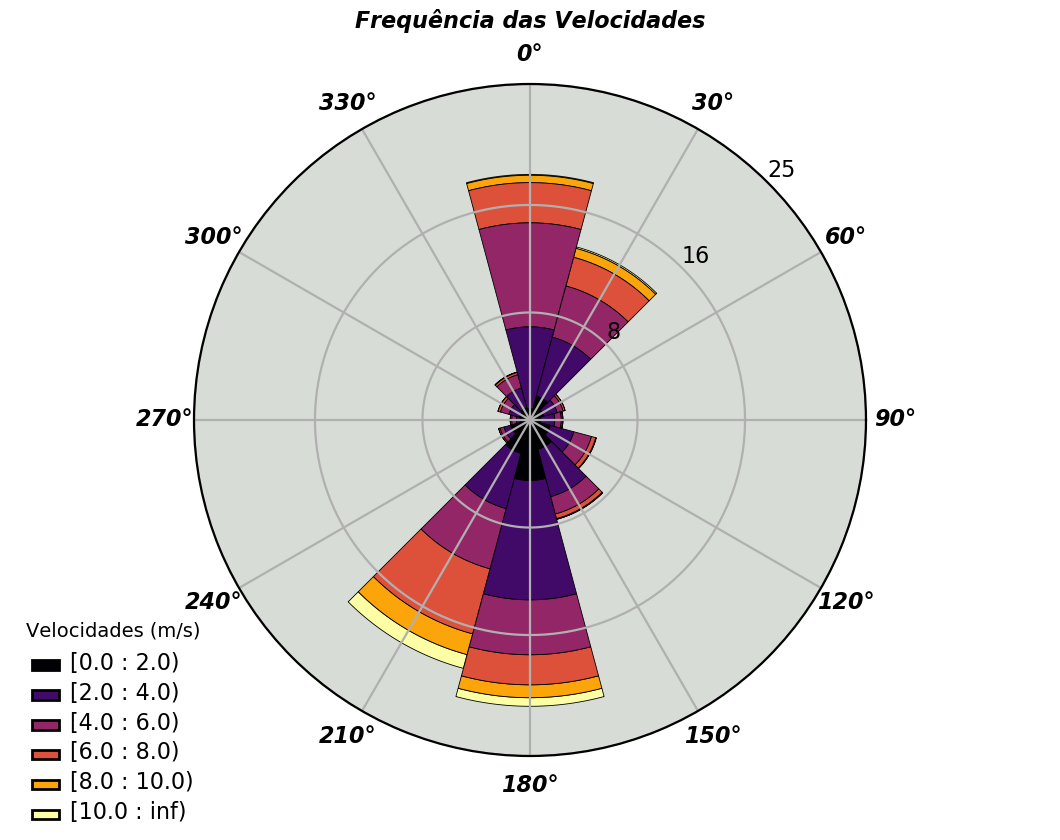 Frequência das Velocidades
0°
330°
30°
25
300°
60°
16
8
270°
90°
240°
120°
210°
150°
180°
Velocidades (m/s)
[0.0 : 2.0)
[2.0 : 4.0)
[4.0 : 6.0)
[6.0 : 8.0)
[8.0 : 10.0)
[10.0 : inf)